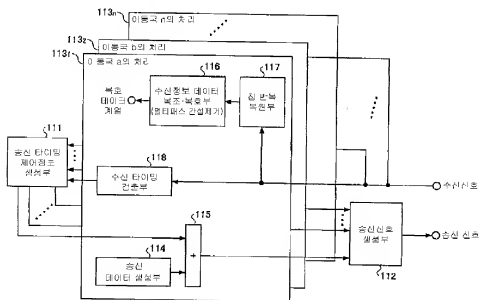 113n
이동국 n의 처리
1132
이동국 b의 처리
1131
이동국 a의 처리
116
117
복호
데이터
계열
수신정보 데이터
복조·복호부
(멀티패스 간섭제거)
칩 반복
복원부
111
송신 타이밍
제어정보
생성부
118
수신 타이밍
검출부
수신신호
115
+
114
송신
데이터 생성부
송신신호
생성부
송신 신호
112